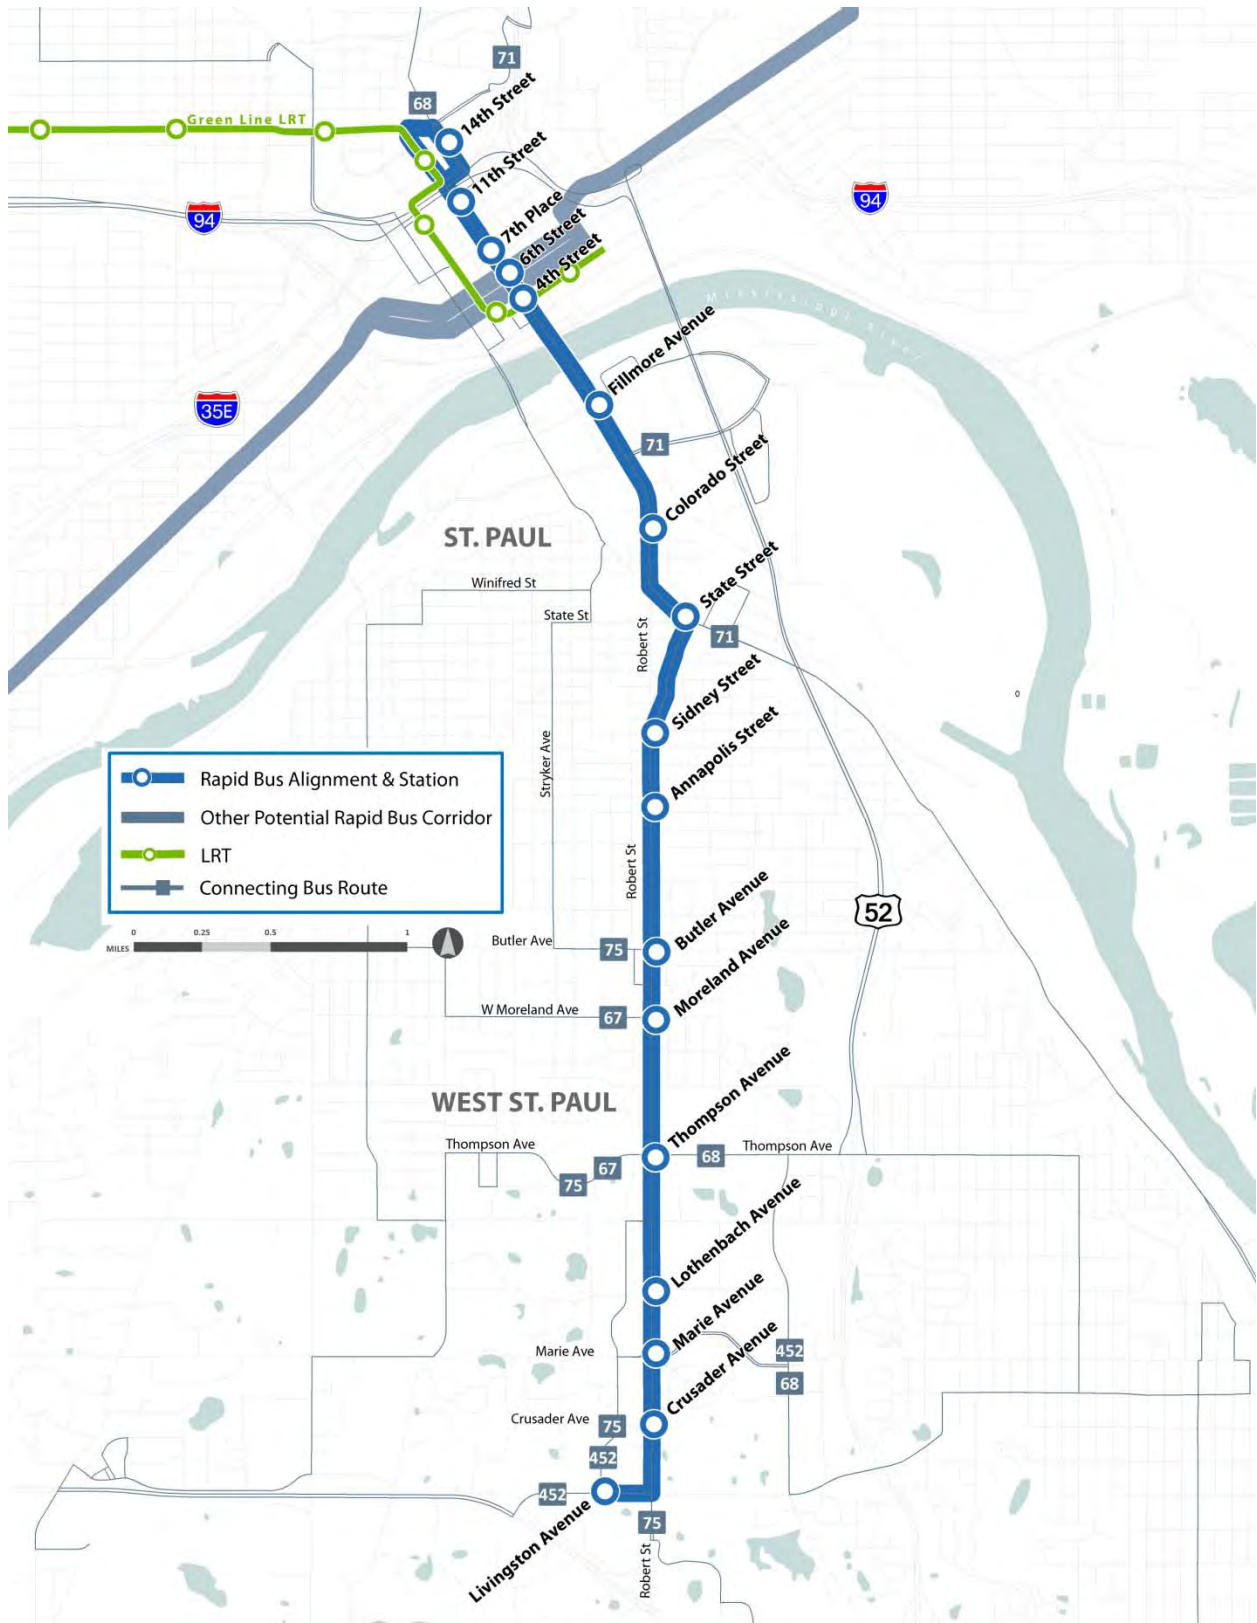 71
68
14th Street
Green Line LRT
11th Street
94
94
7th Place
6th Street
4th Street
Mississippi River
Fillmore Avenue
35E
71
Colorado Street
ST. PAUL
State Street
Winifred St
State St
71
Robert St
Sidney Street
Annapolis Street
Stryker Ave
Rapid Bus Alignment & Station
Other Potential Rapid Bus Corridor
LRT
Connecting Bus Route
Robert St
52
Butler Avenue
0 0.25 0.5 1
MILES
Butler Ave
75
Moreland Avenue
W Moreland Ave
67
Thompson Avenue
WEST ST. PAUL
Thompson Ave
67
75
68
Thompson Ave
Lothenbach Avenue
Marie Avenue
Marie Ave
452
68
Crusader Avenue
Crusader Ave
75
452
452
Livingston Avenue
75
Robert St